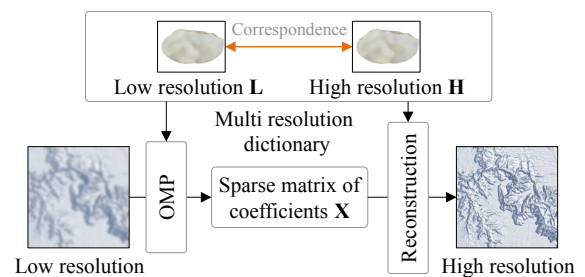 Correspondence
Low resolution L
High resolution H
Multi resolution
dictionary
OMP
Sparse matrix of
coefficients X
Reconstruction
Low resolution
High resolution